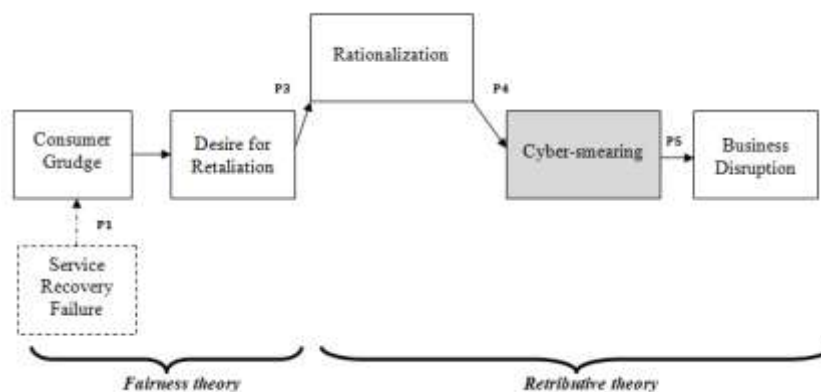 Rationalization
P3
P4
Consumer
Grudge
Desire for
Retaliation
Cyber-smearing
P5
Business
Disruption
P1
Service
Recovery
Failure
Fairness theory
Retributive theory